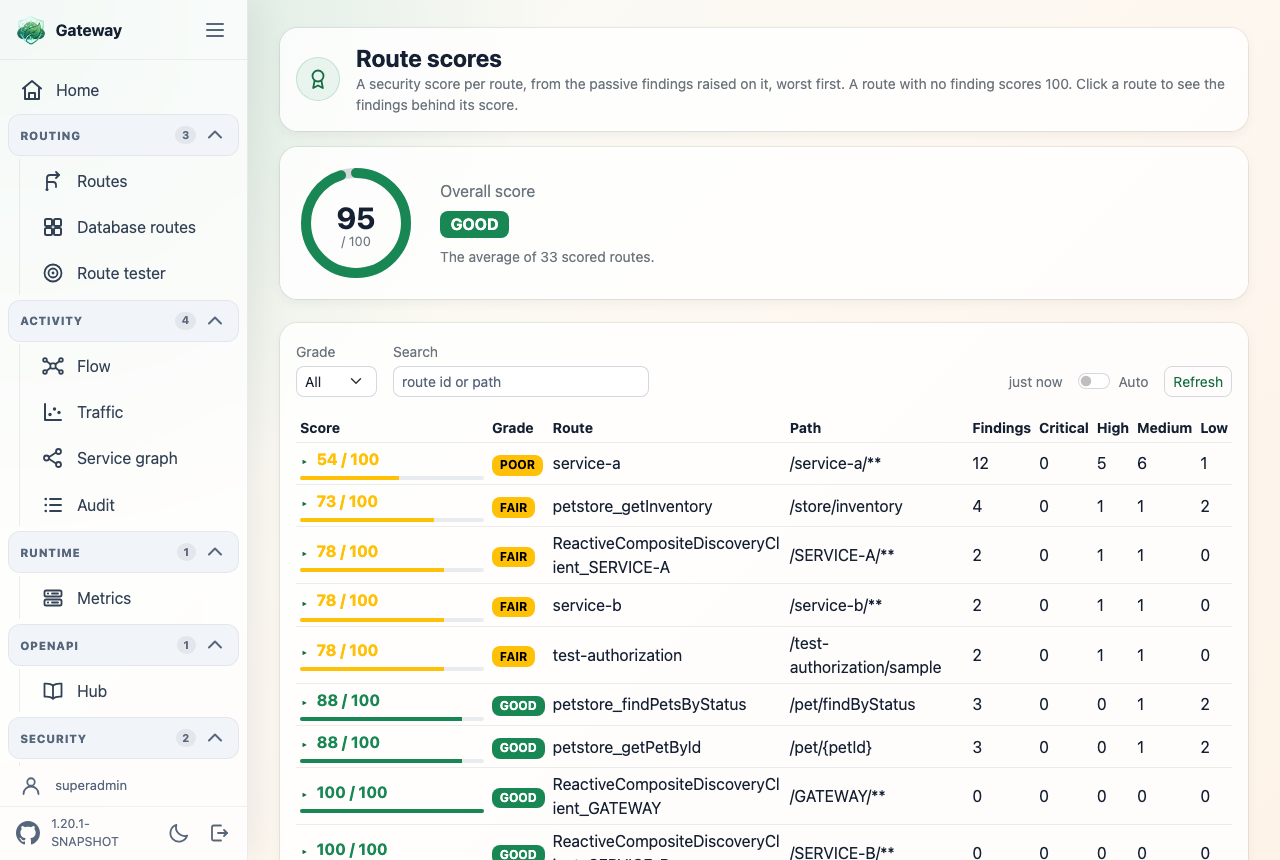 Gateway
Home
ROUTING 3
Routes
Database routes
Route tester
ACTIVITY 4
Flow
Traffic
Service graph
Audit
RUNTIME 1
Metrics
OPENAPI 1
Hub
SECURITY 2
superadmin
1.20.1-
SNAPSHOT
Route scores
A security score per route, from the passive findings raised on it, worst first. A route with no finding scores 100. Click a route to see the
findings behind its score.
95
/ 100
Overall score
GOOD
The average of 33 scored routes.
Grade
Search
All
route id or path
just now
Auto
Refresh
Score Grade Route Path Findings Critical High Medium Low
54 / 100 POOR service-a /service-a/** 12 0 5 6 1
73 / 100 FAIR petstore_getInventory /store/inventory 4 0 1 1 2
78 / 100 FAIR ReactiveCompositeDiscoveryCl
ient_SERVICE-A /SERVICE-A/** 2 0 1 1 0
78 / 100 FAIR service-b /service-b/** 2 0 1 1 0
78 / 100 FAIR test-authorization /test-
authorization/sample 2 0 1 1 0
88 / 100 GOOD petstore_findPetsByStatus /pet/findByStatus 3 0 0 1 2
88 / 100 GOOD petstore_getPetById /pet/{petId} 3 0 0 1 2
100 / 100 GOOD ReactiveCompositeDiscoveryCl
ient_GATEWAY /GATEWAY/** 0 0 0 0 0
100 / 100 GOOD ReactiveCompositeDiscoveryCl
/SERVICE-B/** 0 0 0 0 0